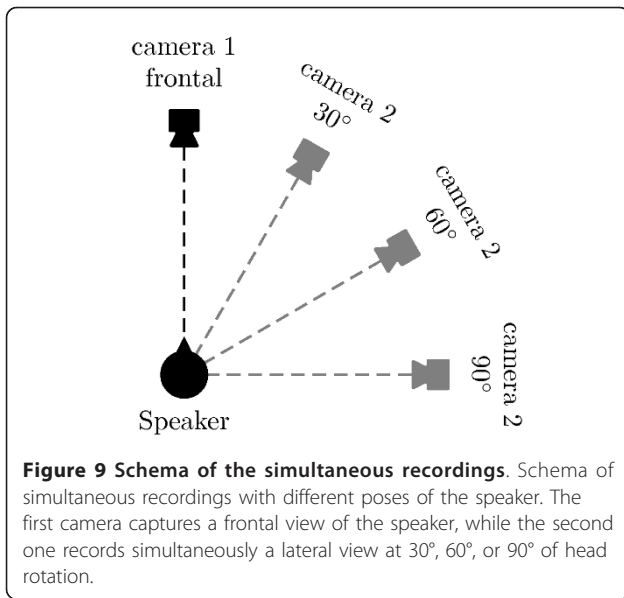 camera 1
frontal
camera 2
30°
camera 2
60°
camera 2
90°
Speaker
Figure 9 Schema of the simultaneous recordings. Schema of
simultaneous recordings with different poses of the speaker. The
first camera captures a frontal view of the speaker, while the second
one records simultaneously a lateral view at 30°, 60°, or 90° of head
rotation.